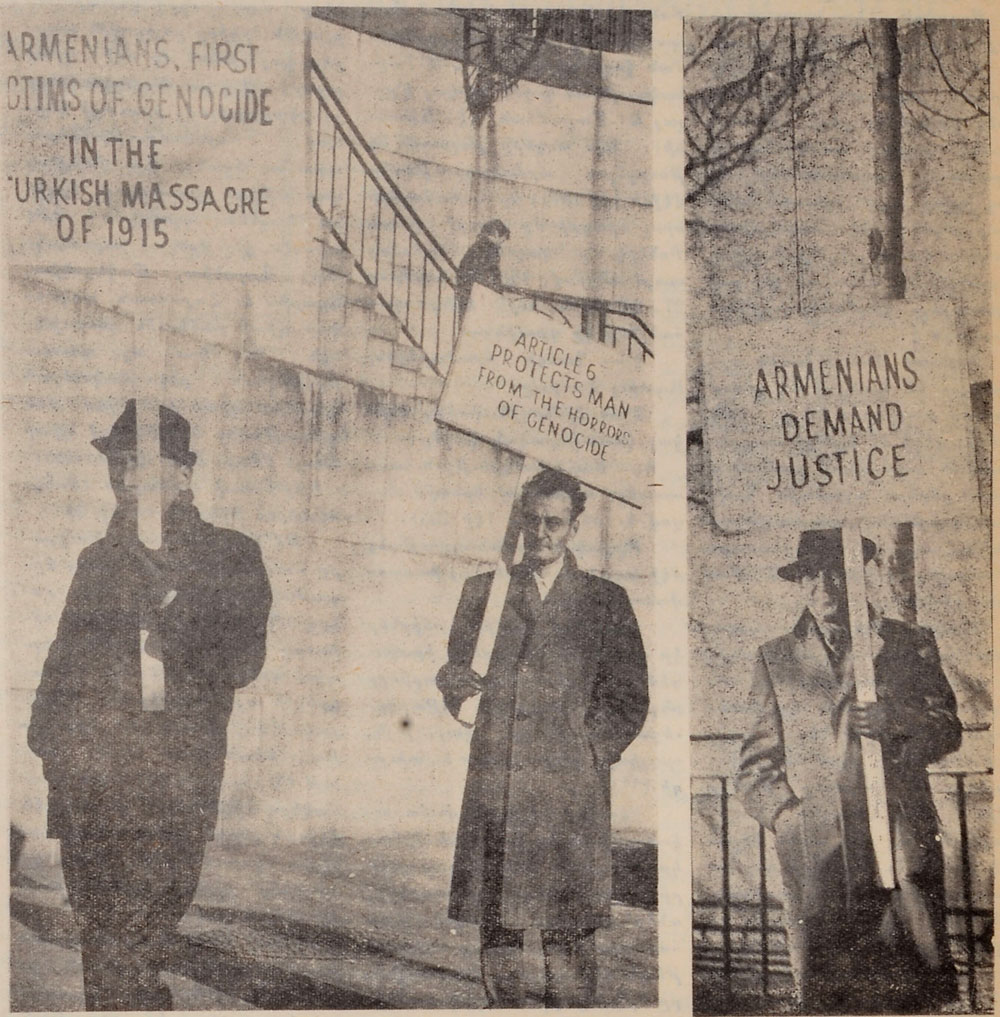 ARMENIANS, FIRST
CTIMS OF GENOCIDE
IN THE
TURKISH MASSACRE
OF 1915
ARTICLE 6
PROTECTS MAN
FROM THE HORRORS
OF GENOCIDE
ARMENIANS
DEMAND
JUSTICE